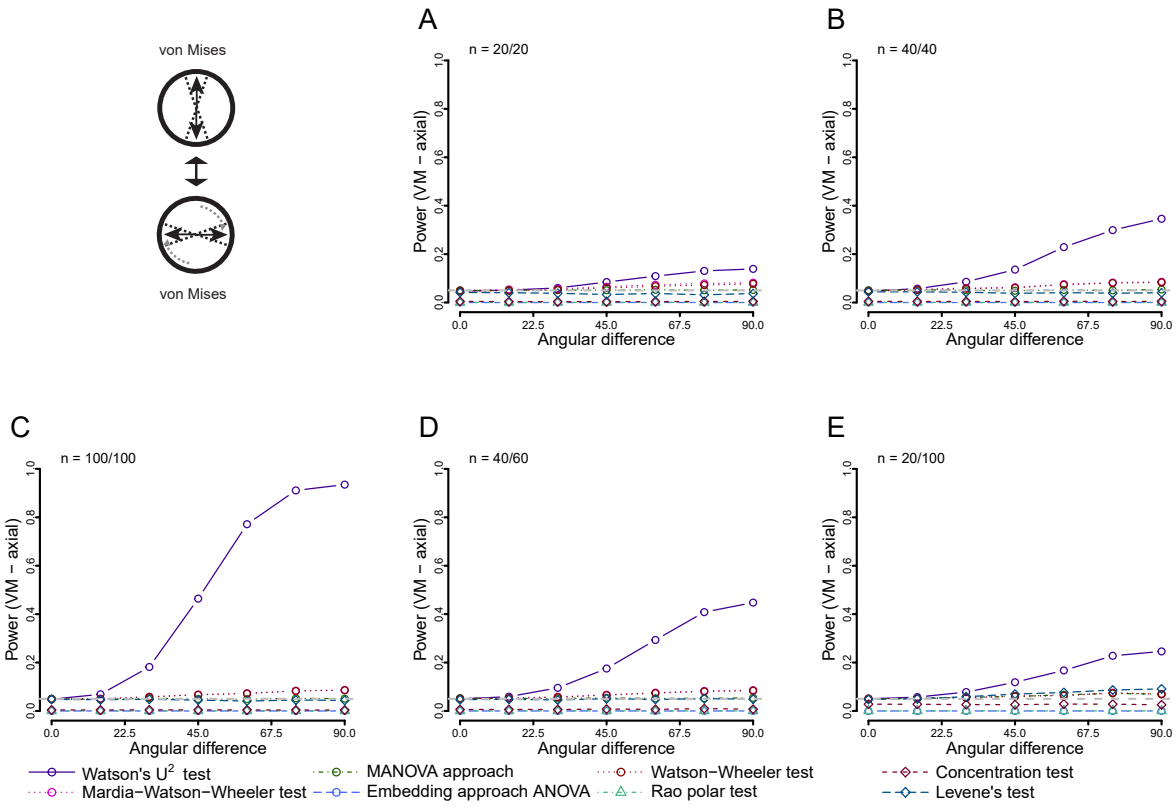 von Mises
von Mises
A
n = 20/20
Power (VM − axial)
0.0 0.2 0.4 0.6 0.8 1.0
0.0 22.5 45.0 67.5 90.0
Angular difference
B
n = 40/40
Power (VM − axial)
0.0 0.2 0.4 0.6 0.8 1.0
0.0 22.5 45.0 67.5 90.0
Angular difference
C
n = 100/100
Power (VM − axial)
0.0 0.2 0.4 0.6 0.8 1.0
0.0 22.5 45.0 67.5 90.0
Angular difference
D
n = 40/60
Power (VM − axial)
0.0 0.2 0.4 0.6 0.8 1.0
0.0 22.5 45.0 67.5 90.0
Angular difference
E
n = 20/100
Power (VM − axial)
0.0 0.2 0.4 0.6 0.8 1.0
0.0 22.5 45.0 67.5 90.0
Angular difference
Watson's U² test
Mardia−Watson−Wheeler test
MANOVA approach
Embedding approach ANOVA
Watson−Wheeler test
Rao polar test
Concentration test
Levene's test